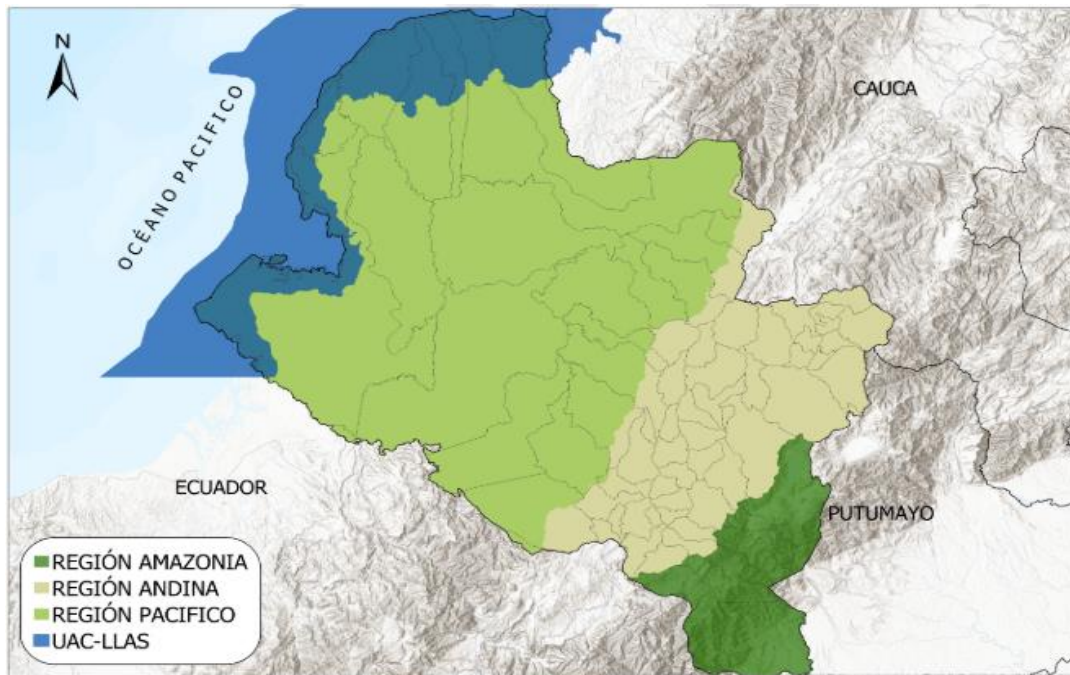 N
OCÉANO PACIFICO
CAUCA
ECUADOR
PUTUMAYO
REGIÓN AMAZONIA
REGIÓN ANDINA
REGIÓN PACIFICO
UAC-LLAS